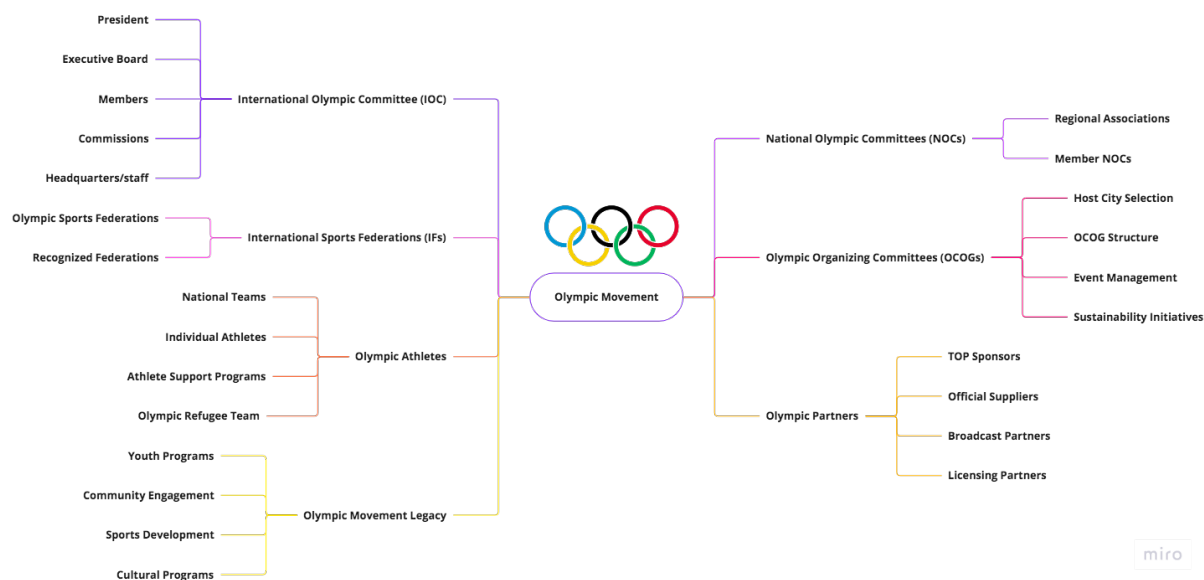 President
Executive Board
Members
Commissions
Headquarters/staff
International Olympic Committee (IOC)
Olympic Sports Federations
Recognized Federations
International Sports Federations (IFs)
National Teams
Individual Athletes
Athlete Support Programs
Olympic Refugee Team
Olympic Athletes
Youth Programs
Community Engagement
Sports Development
Cultural Programs
Olympic Movement Legacy
Olympic Movement
National Olympic Committees (NOCs)
Regional Associations
Member NOCs
Olympic Organizing Committees (OCOGs)
Host City Selection
OCOG Structure
Event Management
Sustainability Initiatives
Olympic Partners
TOP Sponsors
Official Suppliers
Broadcast Partners
Licensing Partners
miro